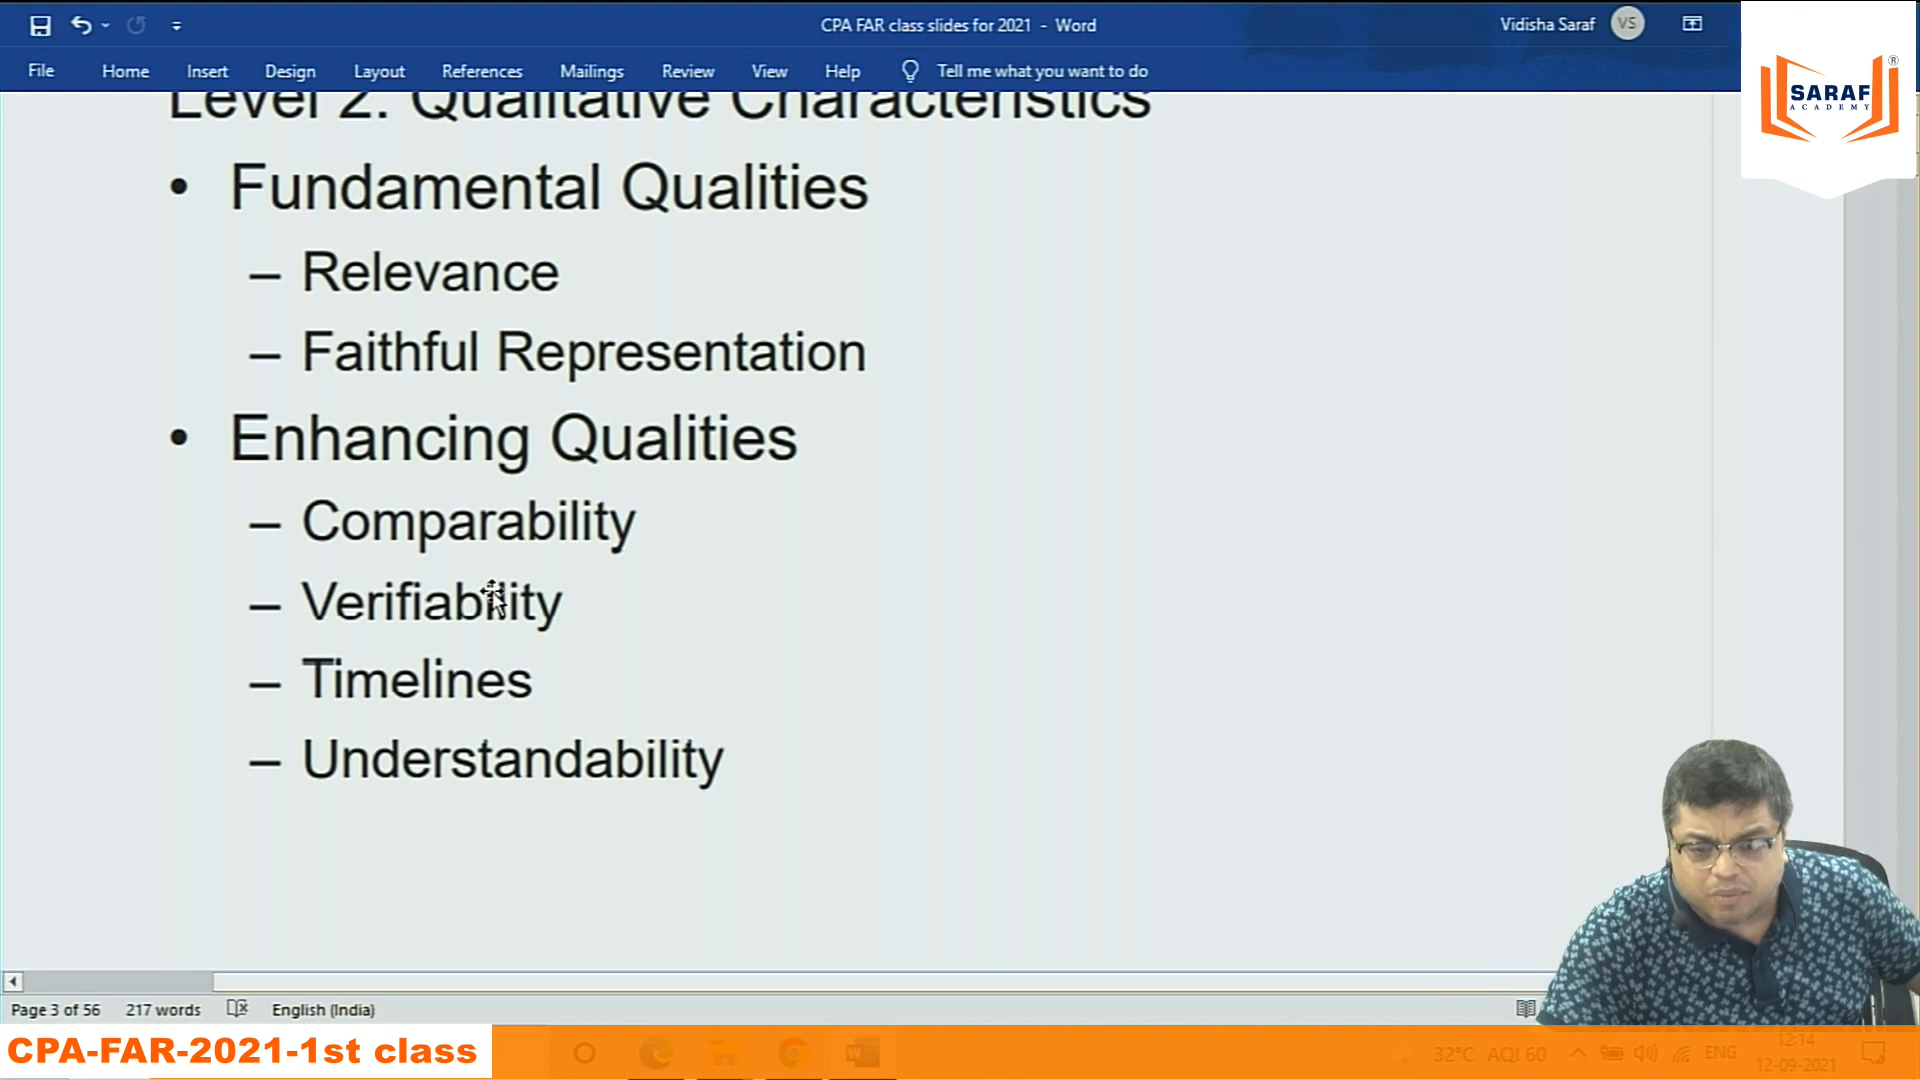 CPA FAR class slides for 2021 - Word
Vidisha Saraf
VS
File Home Insert Design Layout References Mailings Review View Help Tell me what you want to do
SARAF
ACADEMY
®
Level 2: Qualitative Characteristics
• Fundamental Qualities
– Relevance
– Faithful Representation
• Enhancing Qualities
– Comparability
– Verifiability
– Timelines
– Understandability
Page 3 of 56 217 words English (India)
CPA-FAR-2021-1st class
32°C AQI 60 ENG
12:14
12-09-2021